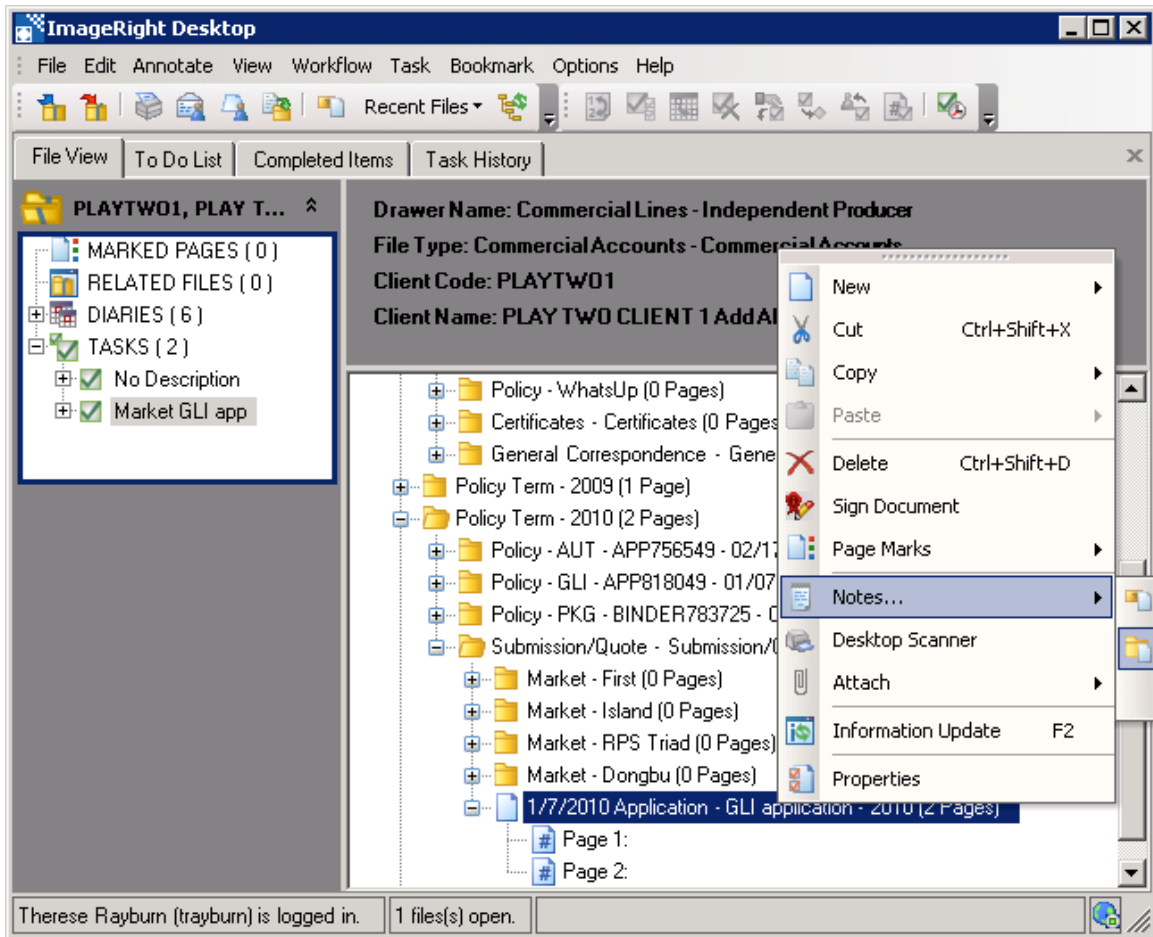 ImageRight Desktop
File Edit Annotate View Workflow Task Bookmark Options Help
Recent Files
File View To Do List Completed Items Task History
PLAYTWO1, PLAY T...
MARKED PAGES ( 0 )
RELATED FILES ( 0 )
DIARIES ( 6 )
TASKS ( 2 )
No Description
Market GLI app
Drawer Name: Commercial Lines - Independent Producer
File Type: Commercial Accounts - Commercial Accounts
Client Code: PLAYTWO1
Client Name: PLAY TWO CLIENT 1 Add
Policy - WhatsUp (0 Pages)
Certificates - Certificates (0 Pages
General Correspondence - Gene
Policy Term - 2009 (1 Page)
Policy Term - 2010 (2 Pages)
Policy - AUT - APP756549 - 02/17
Policy - GLI - APP818049 - 01/07
Policy - PKG - BINDER783725 -
Submission/Quote - Submission/
Market - First (0 Pages)
Market - Island (0 Pages)
Market - RPS Triad (0 Pages)
Market - Dongbu (0 Pages)
1/7/2010 Application - GLI application - 2010 (2 Pages)
Page 1:
Page 2:
New
Cut Ctrl+Shift+X
Copy
Paste
Delete Ctrl+Shift+D
Sign Document
Page Marks
Notes...
Desktop Scanner
Attach
Information Update F2
Properties
Therese Rayburn (trayburn) is logged in. 1 files(s) open.